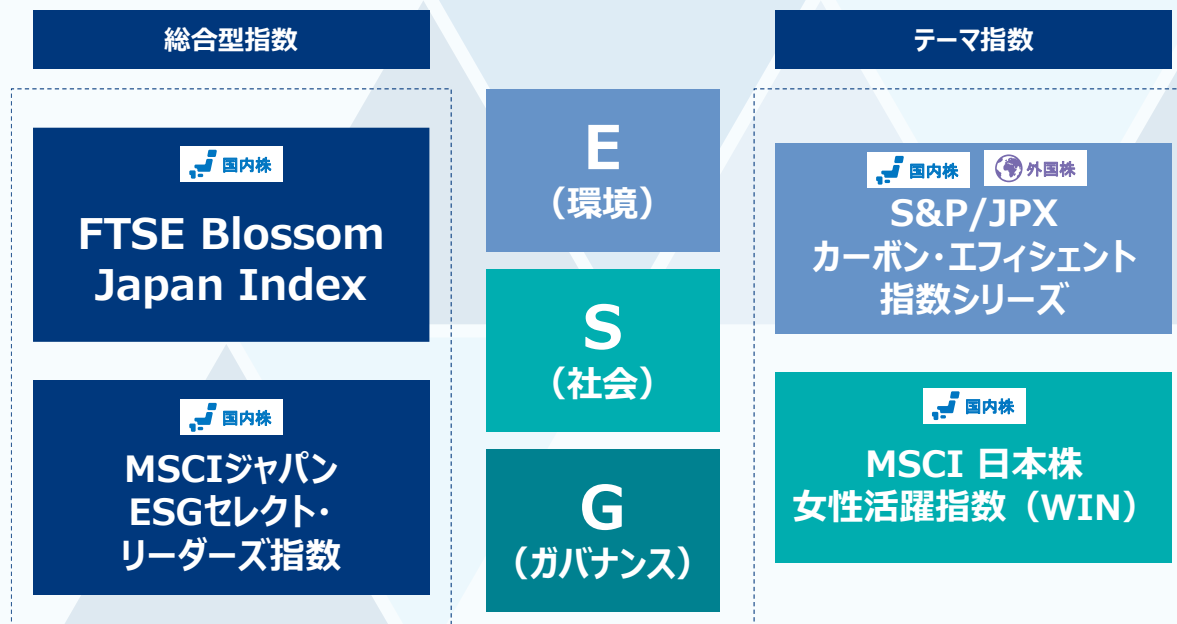 総合型指数
国内株
FTSE Blossom
Japan Index
国内株
MSCIジャパン
ESGセレクト・
リーダーズ指数
E
（環境）
S
（社会）
G
（ガバナンス）
テーマ指数
国内株
外国株
S&P/JPX
カーボン・エフィシェント
指数シリーズ
国内株
MSCI 日本株
女性活躍指数（WIN）